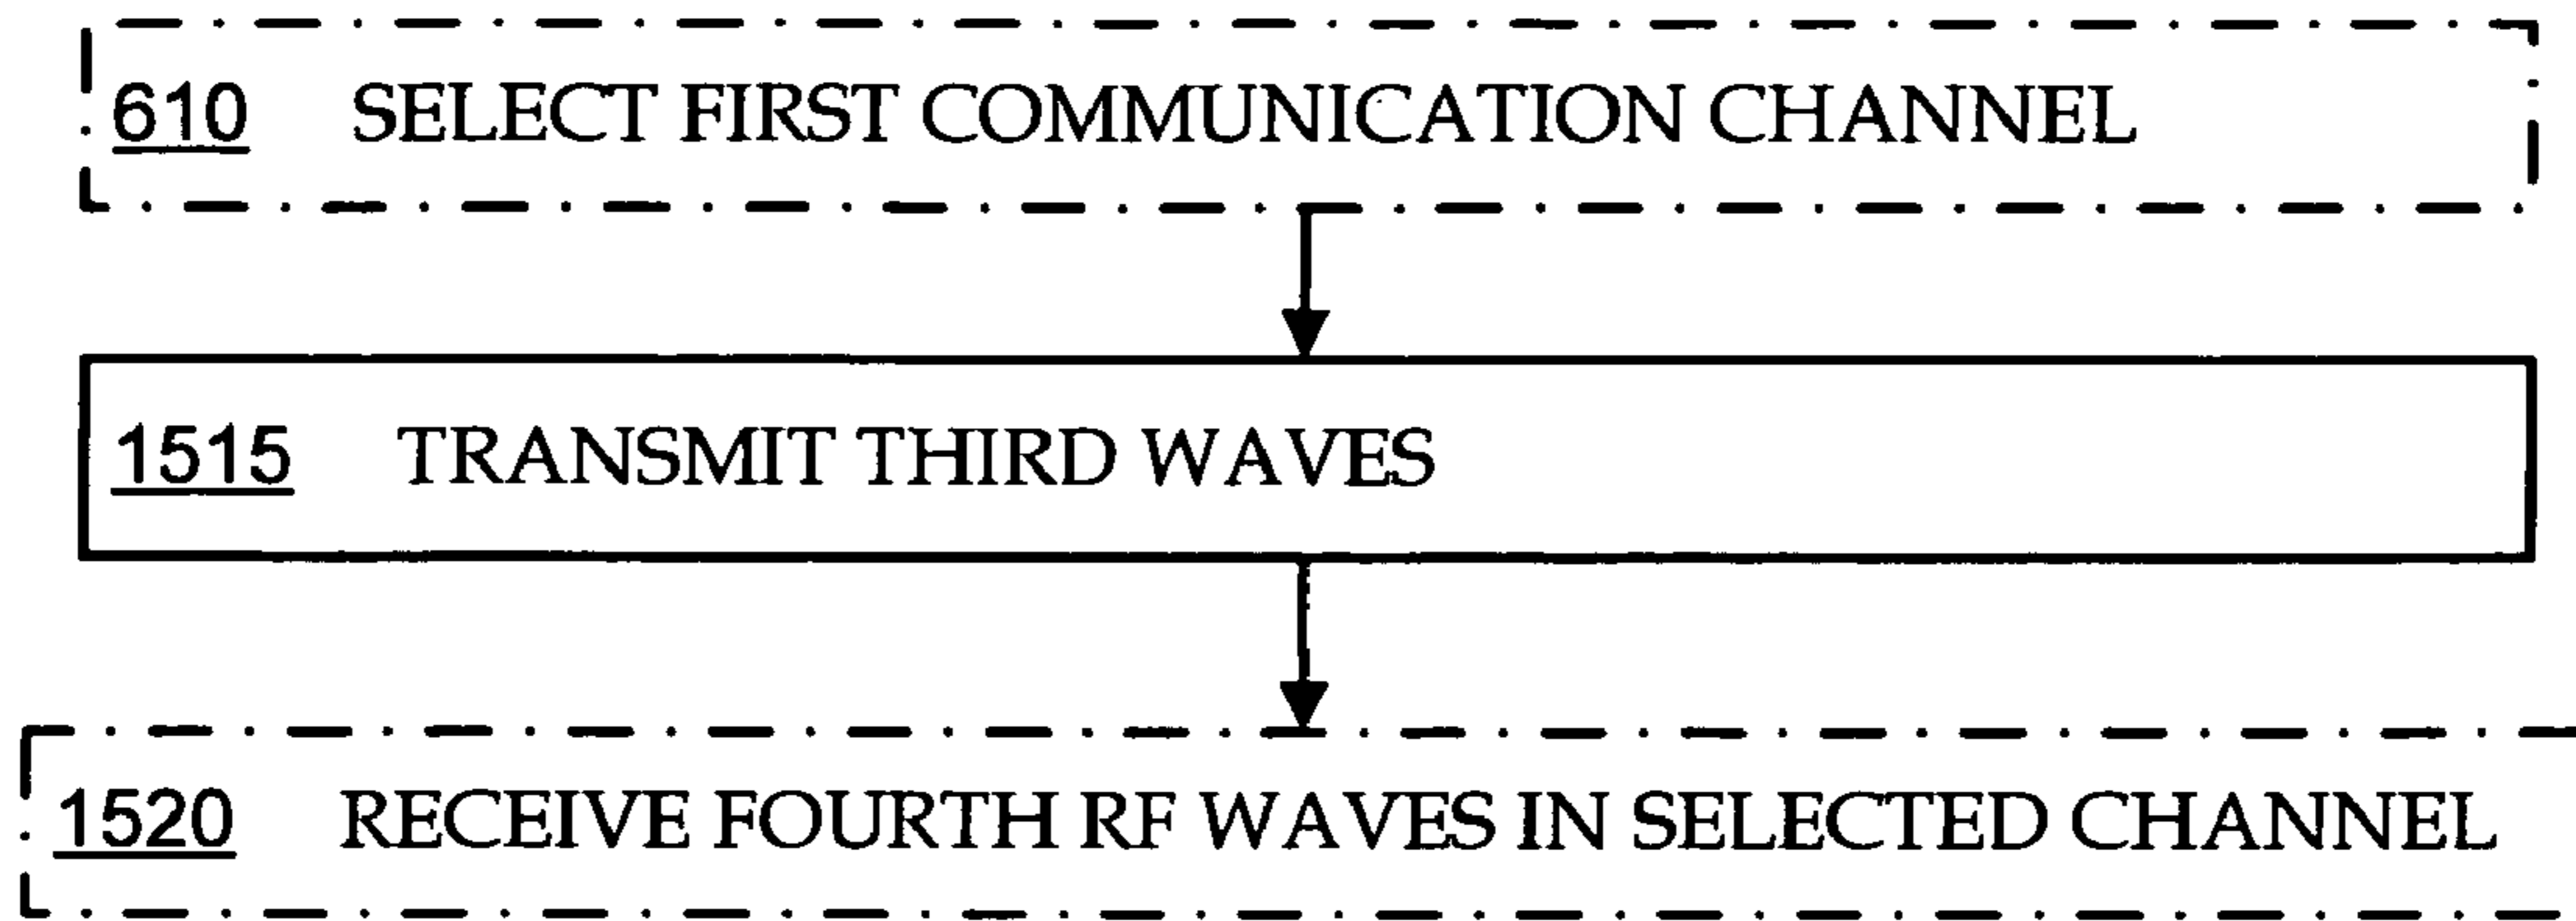 610 SELECT FIRST COMMUNICATION CHANNEL
1515 TRANSMIT THIRD WAVES
1520 RECEIVE FOURTH RF WAVES IN SELECTED CHANNEL